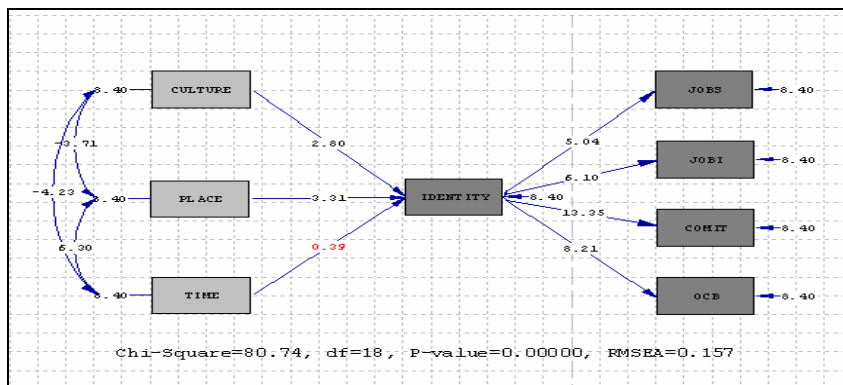 8.40 CULTURE JOBS 8.40
-3.71 2.80 5.04
JOBI 8.40
6.10
-4.23 8.40 PLACE 3.31 IDENTITY 8.40
13.35 COMIT 8.40
6.30 0.39 8.21
8.40 TIME OCB 8.40
Chi-Square=80.74, df=18, P-value=0.00000, RMSEA=0.157